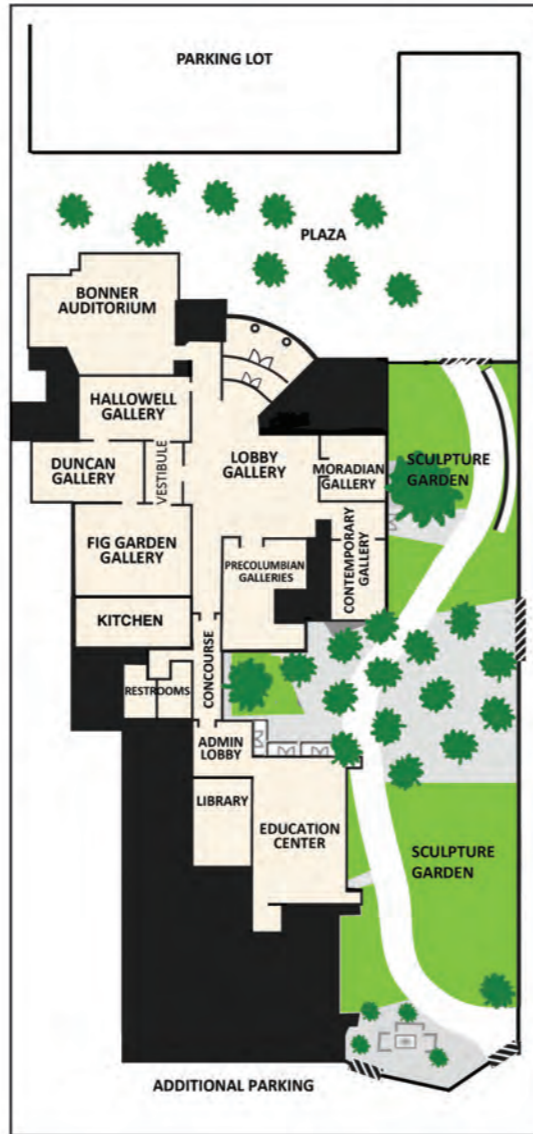 PARKING LOT
PLAZA
BONNER
AUDITORIUM
HALLOWELL
GALLERY
VESTIBULE
LOBBY
GALLERY
MORADIAN
GALLERY
SCULPTURE
GARDEN
DUNCAN
GALLERY
FIG GARDEN
GALLERY
PRECOLUMBIAN
GALLERIES
CONTEMPORARY
GALLERY
KITCHEN
CONCOURSE
RESTROOMS
ADMIN
LOBBY
LIBRARY
EDUCATION
CENTER
SCULPTURE
GARDEN
ADDITIONAL PARKING